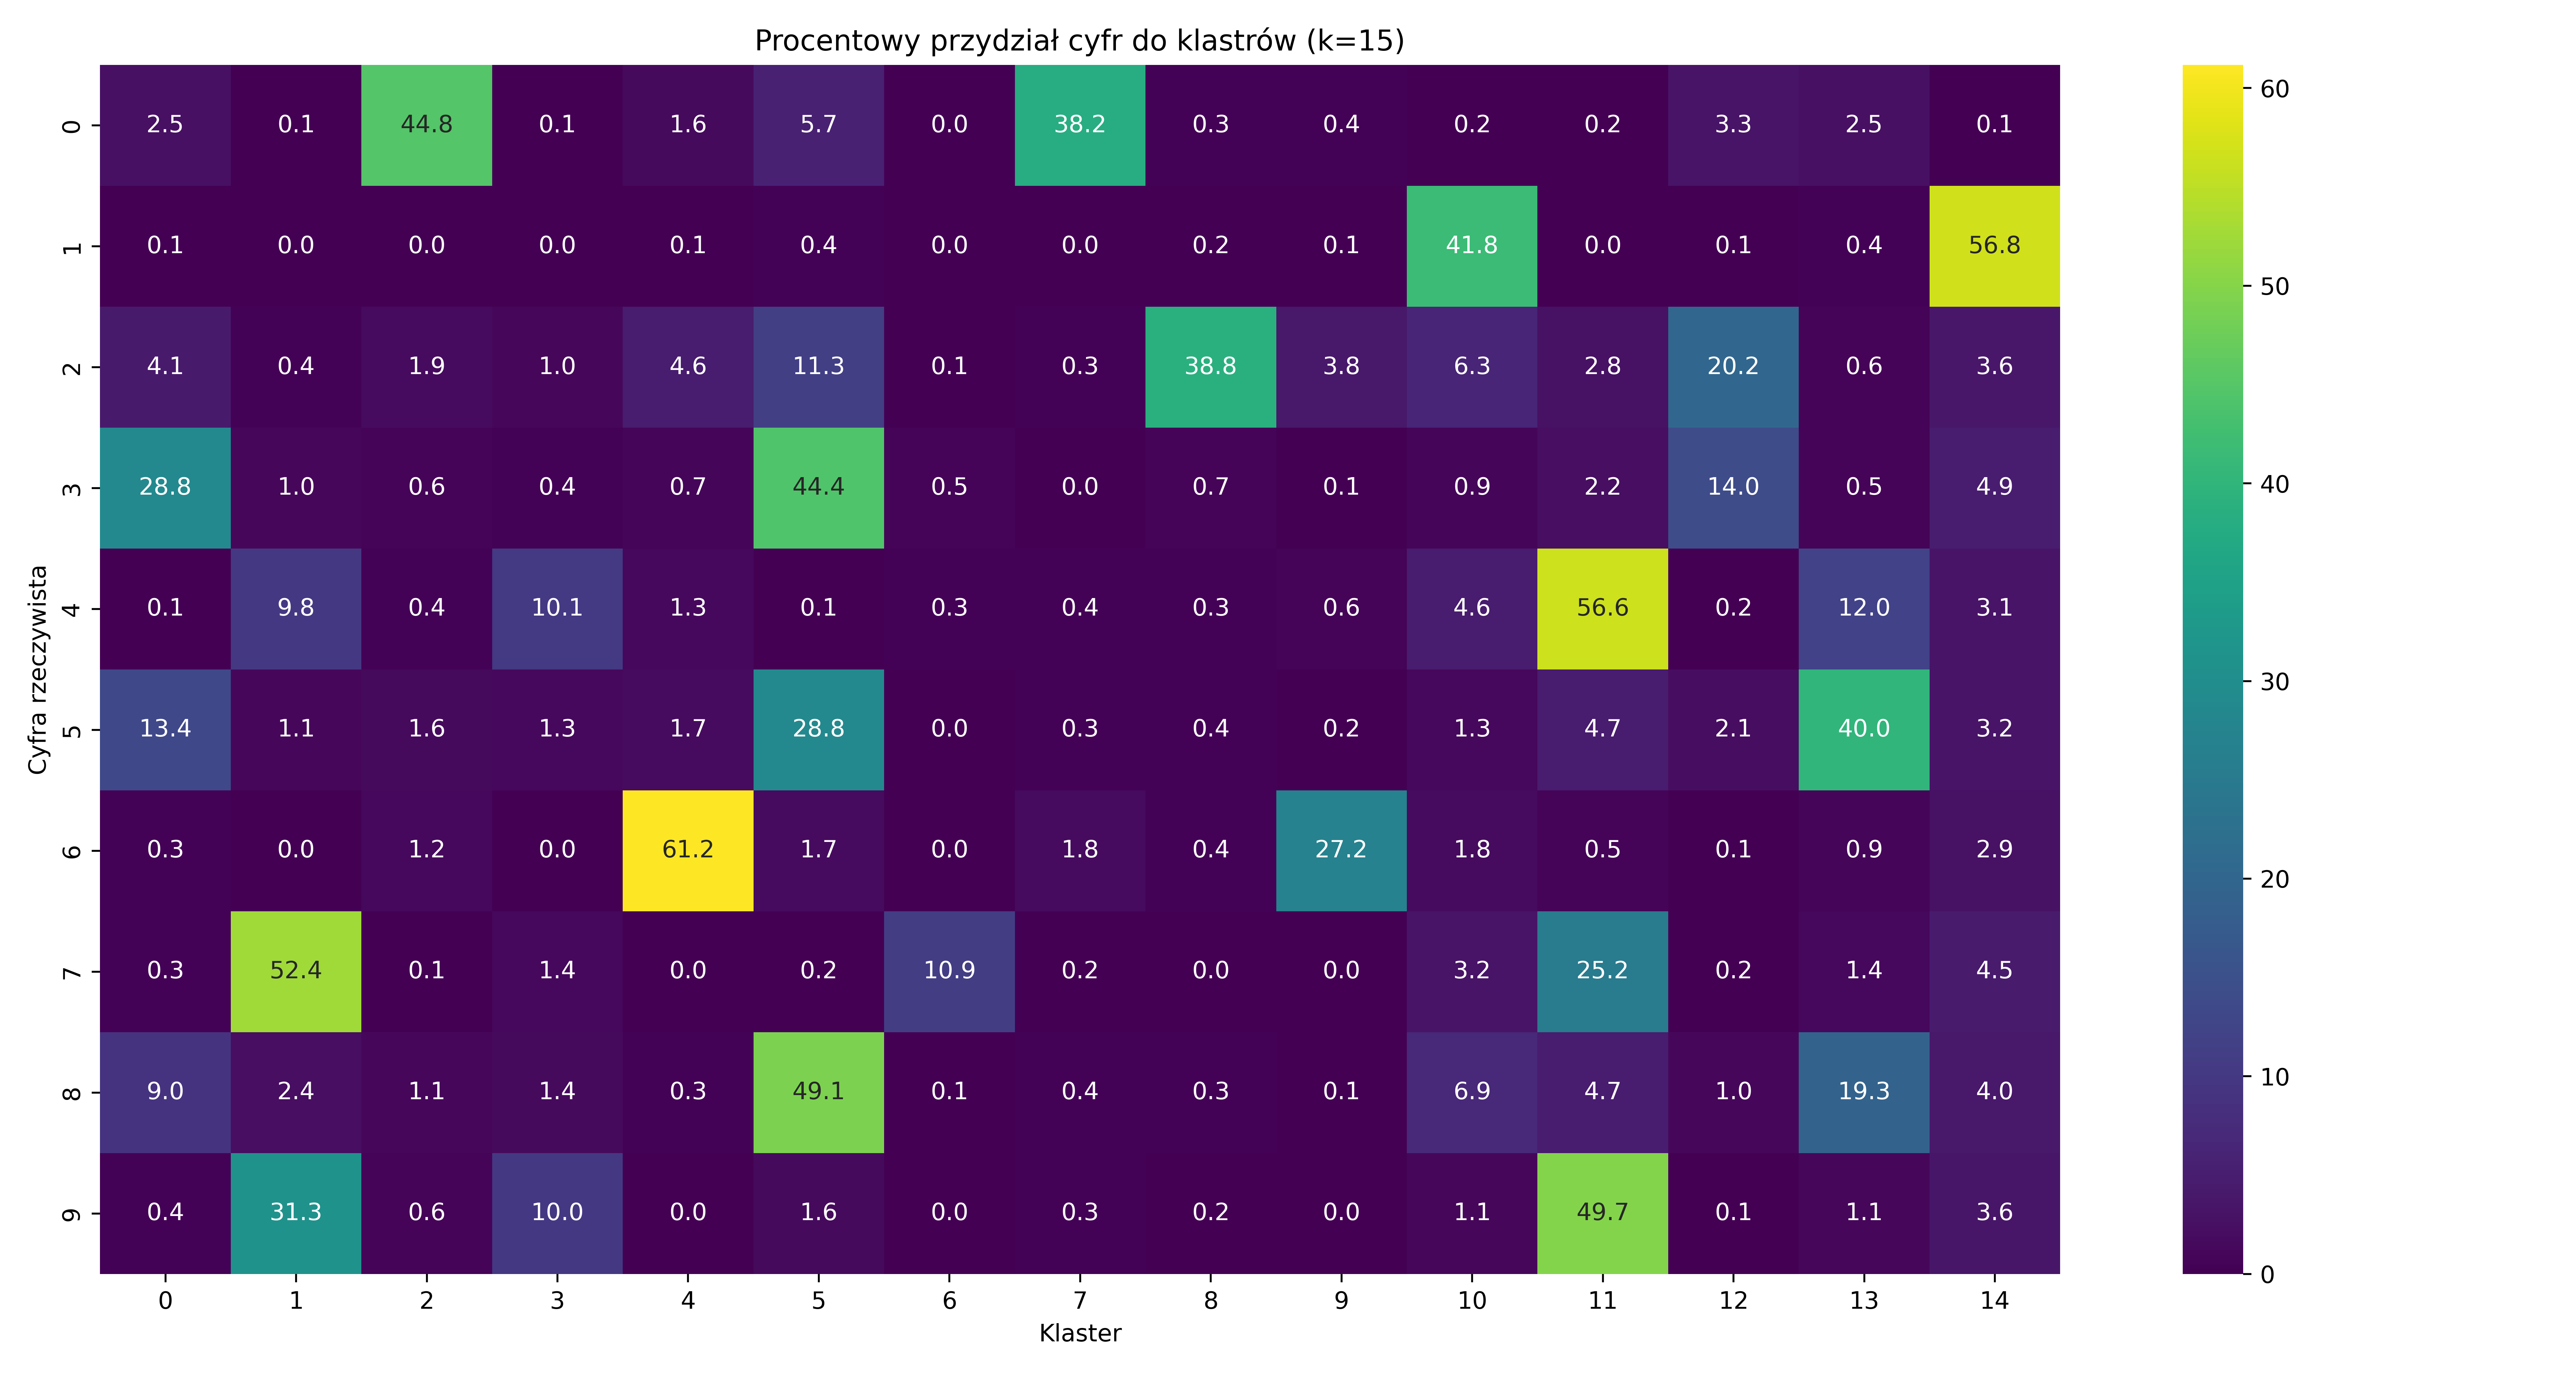 Procentowy przydział cyfr do klastrów (k=15)
0 2.5 0.1 44.8 0.1 1.6 5.7 0.0 38.2 0.3 0.4 0.2 0.2 3.3 2.5 0.1
1 0.1 0.0 0.0 0.0 0.1 0.4 0.0 0.0 0.2 0.1 41.8 0.0 0.1 0.4 56.8
2 4.1 0.4 1.9 1.0 4.6 11.3 0.1 0.3 38.8 3.8 6.3 2.8 20.2 0.6 3.6
3 28.8 1.0 0.6 0.4 0.7 44.4 0.5 0.0 0.7 0.1 0.9 2.2 14.0 0.5 4.9
4 0.1 9.8 0.4 10.1 1.3 0.1 0.3 0.4 0.3 0.6 4.6 56.6 0.2 12.0 3.1
5 13.4 1.1 1.6 1.3 1.7 28.8 0.0 0.3 0.4 0.2 1.3 4.7 2.1 40.0 3.2
6 0.3 0.0 1.2 0.0 61.2 1.7 0.0 1.8 0.4 27.2 1.8 0.5 0.1 0.9 2.9
7 0.3 52.4 0.1 1.4 0.0 0.2 10.9 0.2 0.0 0.0 3.2 25.2 0.2 1.4 4.5
8 9.0 2.4 1.1 1.4 0.3 49.1 0.1 0.4 0.3 0.1 6.9 4.7 1.0 19.3 4.0
9 0.4 31.3 0.6 10.0 0.0 1.6 0.0 0.3 0.2 0.0 1.1 49.7 0.1 1.1 3.6
0 1 2 3 4 5 6 7 8 9 10 11 12 13 14
Klaster
Cyfra rzeczywista
60
50
40
30
20
10
0